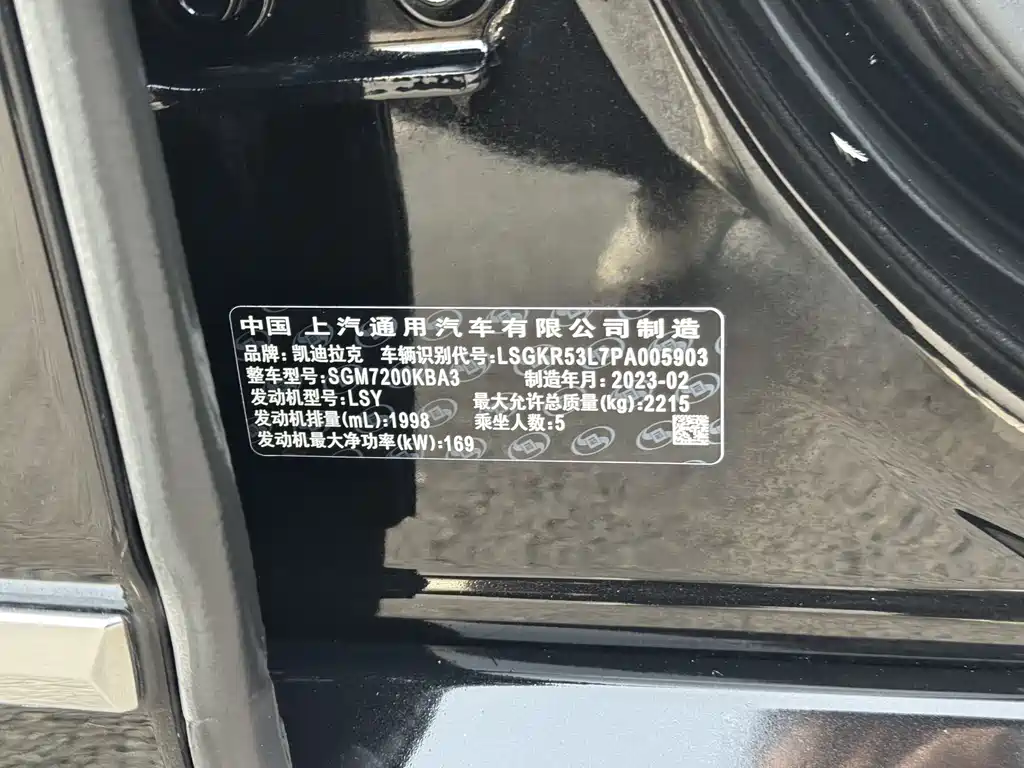 中国 上汽通用汽车有限公司制造
品牌:凯迪拉克 车辆识别代号:LSGKR53L7PA005903
整车型号:SGM7200KBA3 制造年月:2023-02
发动机型号:LSY 最大允许总质量(kg):2215
发动机排量(mL):1998 乘坐人数:5
发动机最大净功率(kW):169